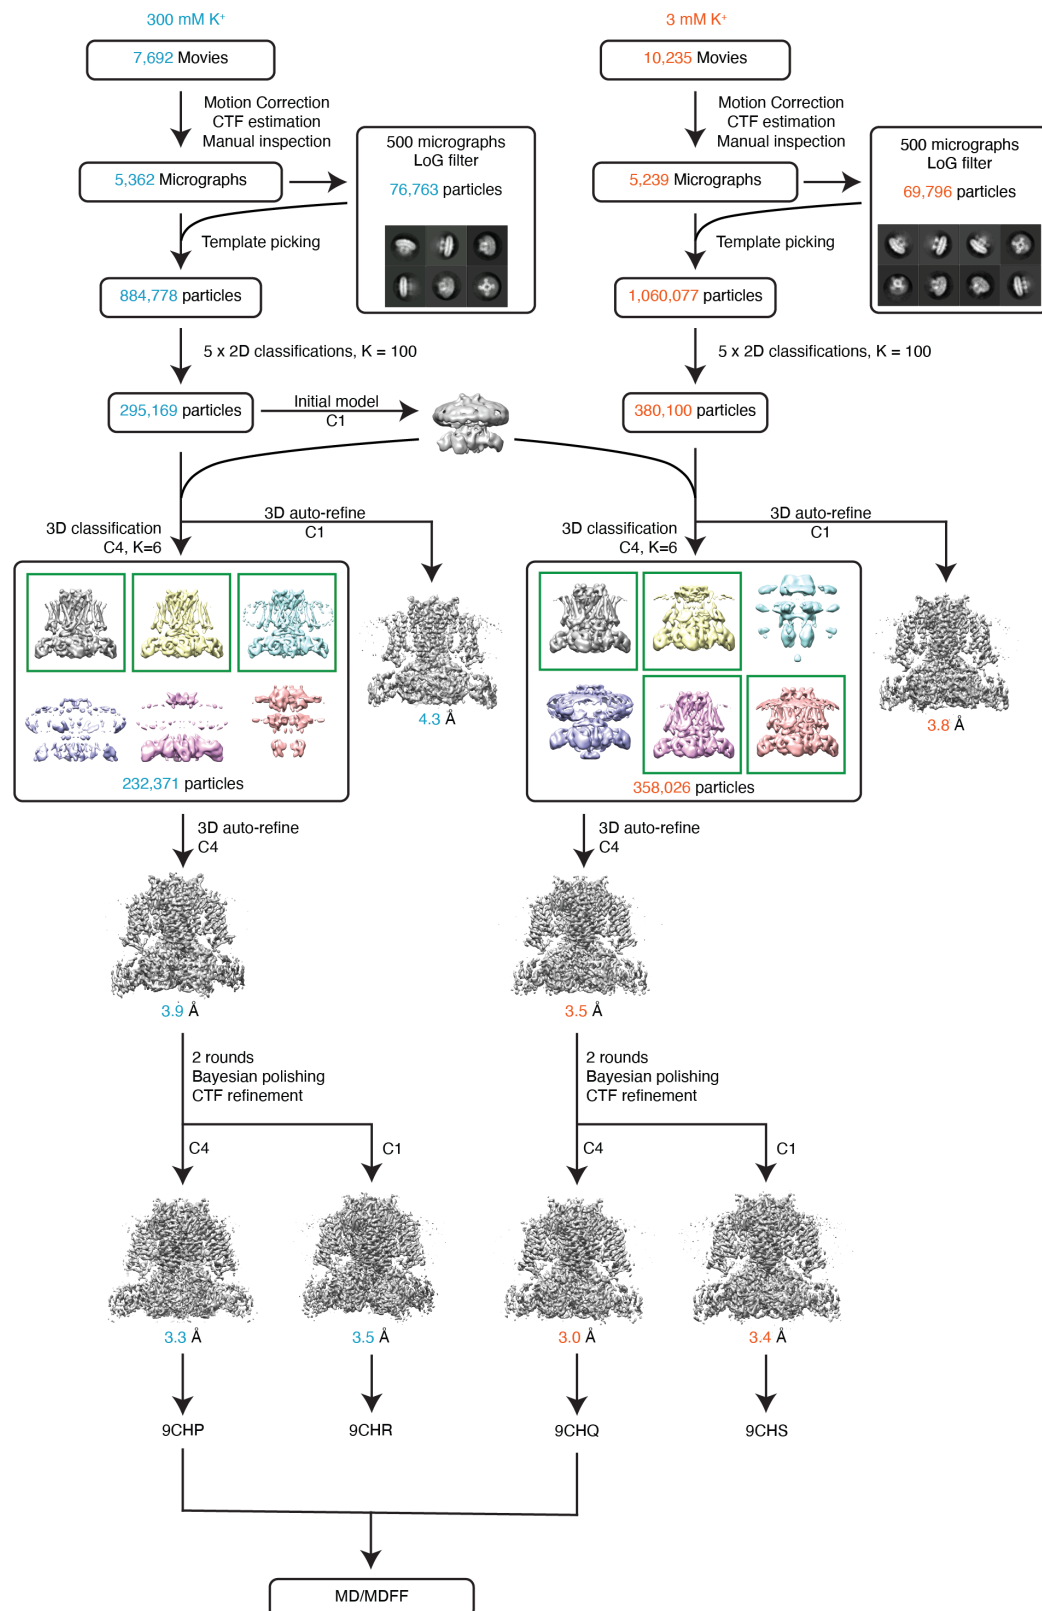 300 mM K⁺
7,692 Movies
Motion Correction
CTF estimation
Manual inspection
500 micrographs
LoG filter
76,763 particles
5,362 Micrographs
Template picking
884,778 particles
5 x 2D classifications, K = 100
295,169 particles
Initial model
C1
3D classification
C4, K=6
3D auto-refine
C1
232,371 particles
4.3 Å
3D auto-refine
C4
3.9 Å
2 rounds
Bayesian polishing
CTF refinement
C4
C1
3.3 Å
3.5 Å
9CHP
9CHR
3 mM K⁺
10,235 Movies
Motion Correction
CTF estimation
Manual inspection
500 micrographs
LoG filter
69,796 particles
5,239 Micrographs
Template picking
1,060,077 particles
5 x 2D classifications, K = 100
380,100 particles
3D classification
C4, K=6
3D auto-refine
C1
358,026 particles
3.8 Å
3D auto-refine
C4
3.5 Å
2 rounds
Bayesian polishing
CTF refinement
C4
C1
3.0 Å
3.4 Å
9CHQ
9CHS
MD/MDFF